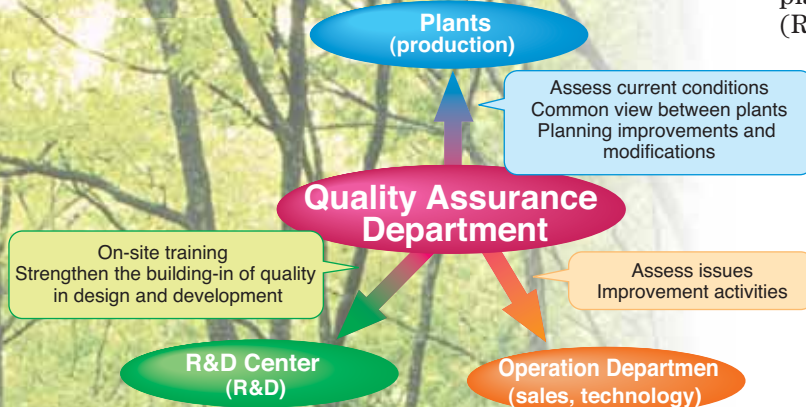 Plants
(production)
Assess current conditions
Common view between plants
Planning improvements and
modifications
Quality Assurance
Department
On-site training
Strengthen the building-in of quality
in design and development
Assess issues
Improvement activities
R&D Center
(R&D)
Operation Departmen
(sales, technology)